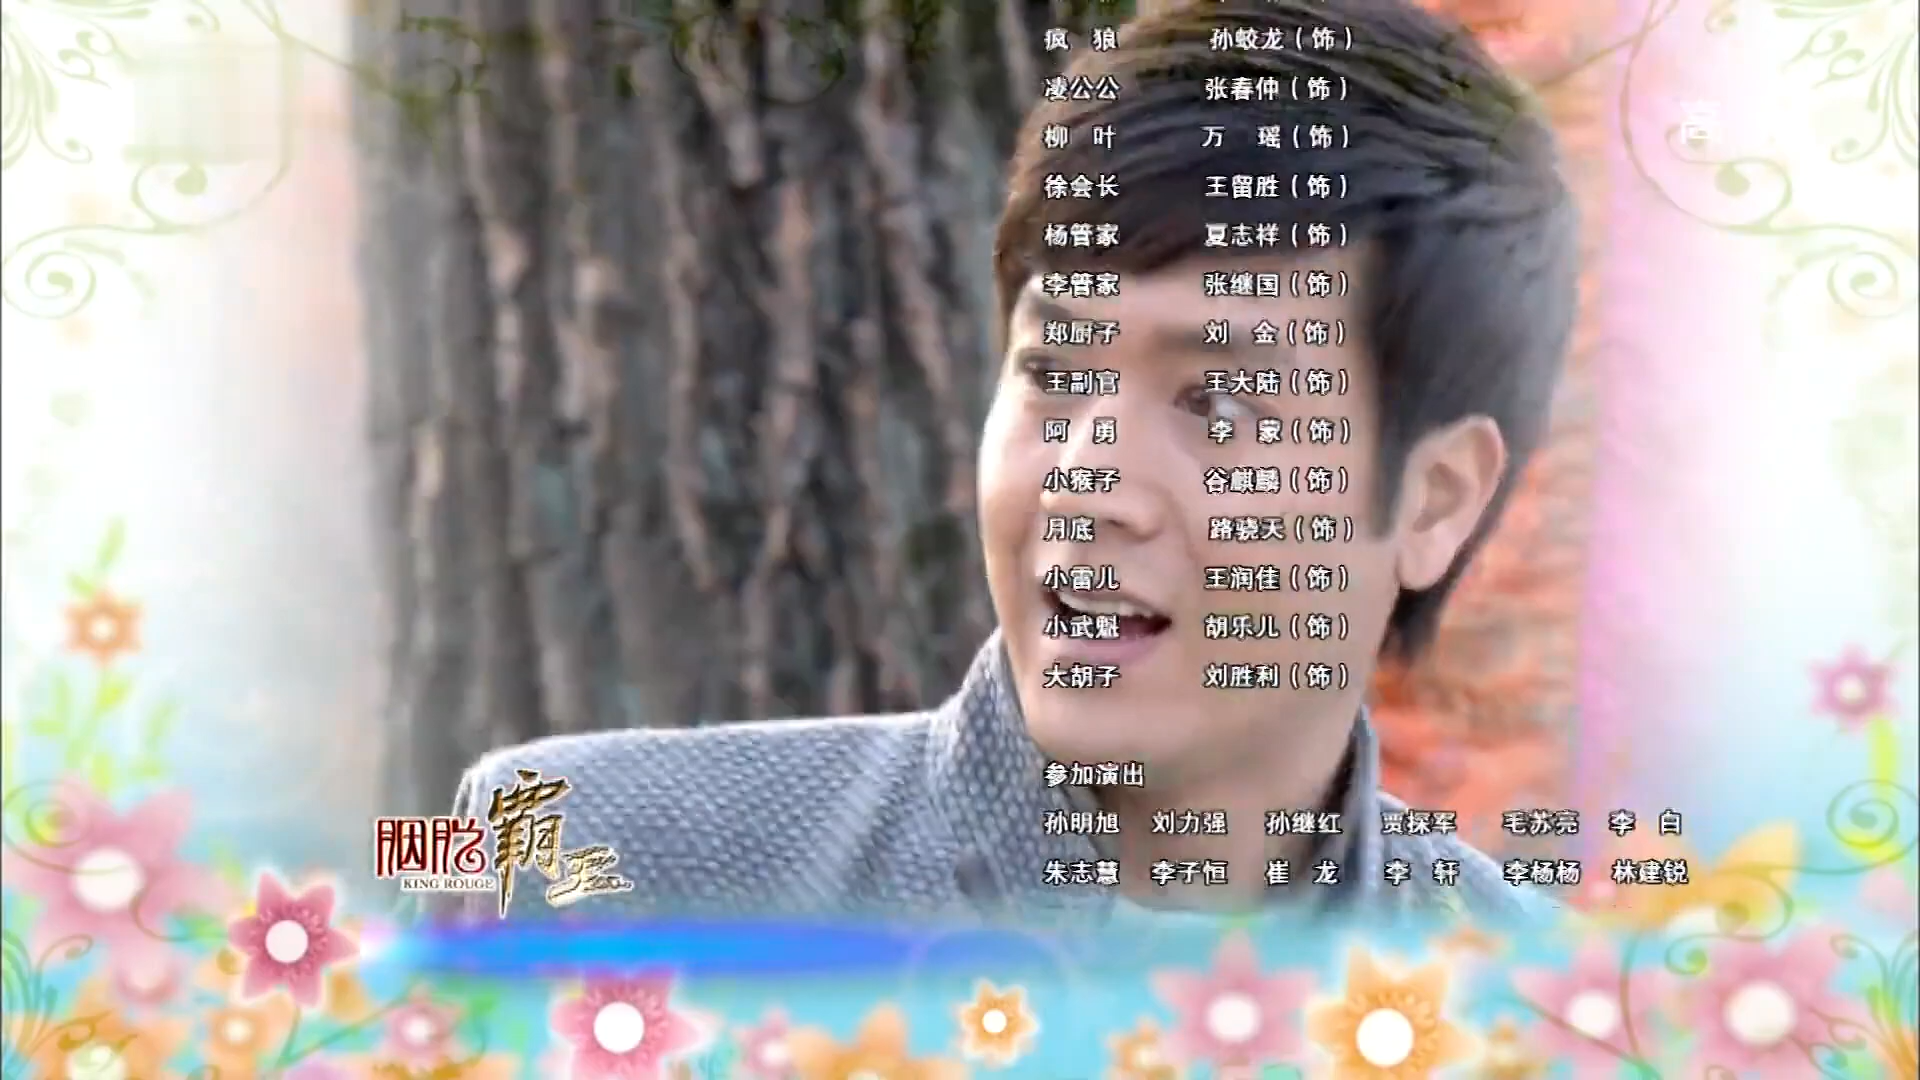 疯 狼 孙蛟龙（饰）
凌公公 张春仲（饰）
柳 叶 万 瑶（饰）
徐会长 王留胜（饰）
杨管家 夏志祥（饰）
李管家 张继国（饰）
郑厨子 刘 金（饰）
王副官 王大陆（饰）
阿 勇 李 蒙（饰）
小猴子 谷麒麟（饰）
月底 路骁天（饰）
小雷儿 王润佳（饰）
小武魁 胡乐儿（饰）
大胡子 刘胜利（饰）
参加演出
孙明旭 刘力强 孙继红 贾探军 毛苏亮 李 白
朱志慧 李子恒 崔 龙 李 轩 李杨杨 林建锐
胭脂霸王
KING ROUGE
高